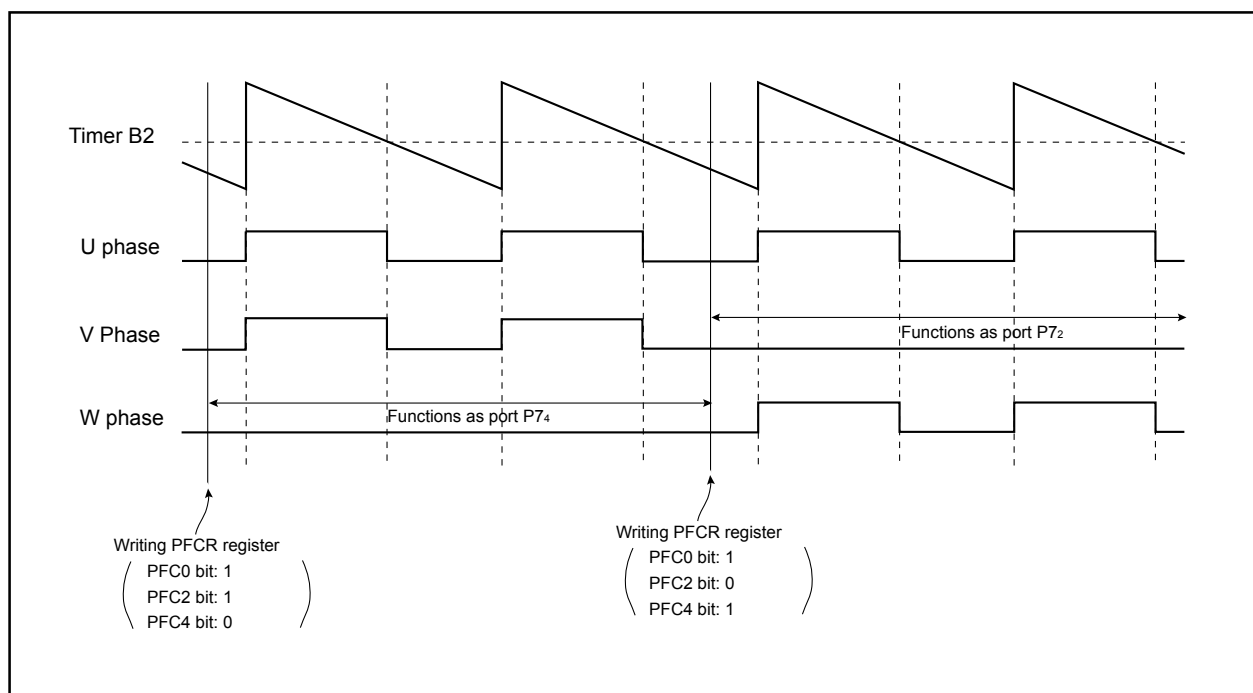 Timer B2
U phase
V Phase
Functions as port P72
W phase
Functions as port P74
Writing PFCR register
PFC0 bit: 1
PFC2 bit: 1
PFC4 bit: 0
Writing PFCR register
PFC0 bit: 1
PFC2 bit: 0
PFC4 bit: 1